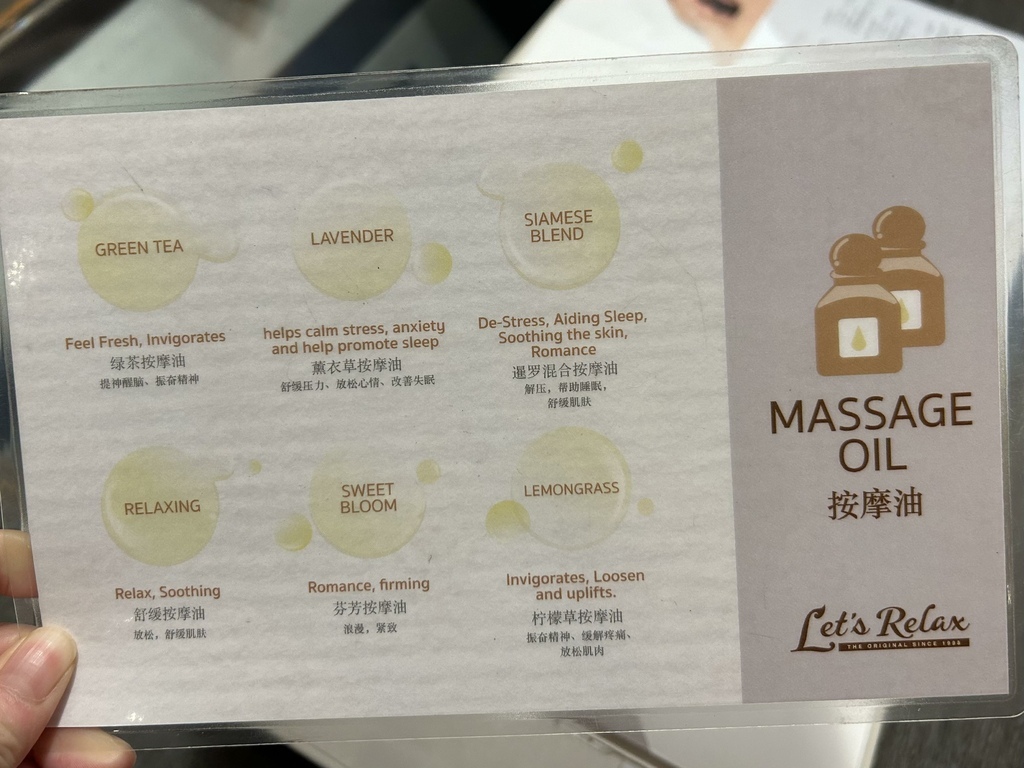 GREEN TEA
Feel Fresh, Invigorates
绿茶按摩油
提神醒脑、振奋精神
LAVENDER
helps calm stress, anxiety
and help promote sleep
薰衣草按摩油
舒缓压力、放松心情、改善失眠
SIAMESE
BLEND
De-Stress, Aiding Sleep,
Soothing the skin,
Romance
暹罗混合按摩油
解压，帮助睡眠，
舒缓肌肤
RELAXING
Relax, Soothing
舒缓按摩油
放松，舒缓肌肤
SWEET
BLOOM
Romance, firming
芬芳按摩油
浪漫，紧致
LEMONGRASS
Invigorates, Loosen
and uplifts.
柠檬草按摩油
振奋精神、缓解疼痛、
放松肌肉
MASSAGE
OIL
按摩油
Let's Relax
THE ORIGINAL SINCE 1998